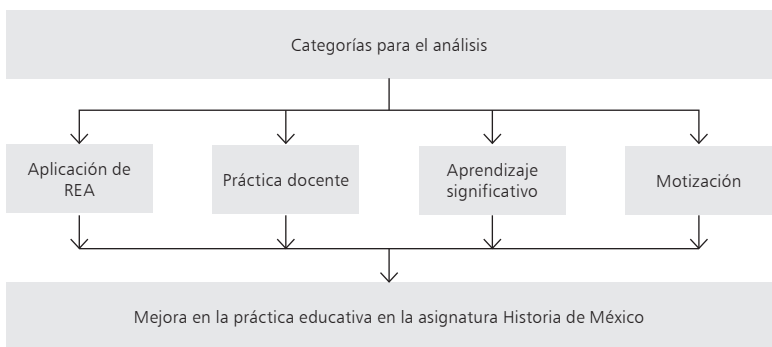 Categorías para el análisis
Aplicación de
REA
Práctica docente
Aprendizaje
significativo
Motización
Mejora en la práctica educativa en la asignatura Historia de México